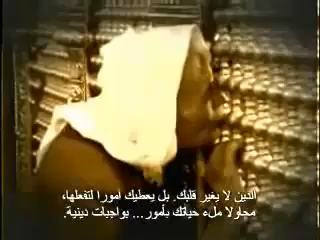 الدين لا يغير قلبك. بل يعطيك امورا لتفعلها،
محاولا ملء حياتك بأمور... بواجبات دينية.